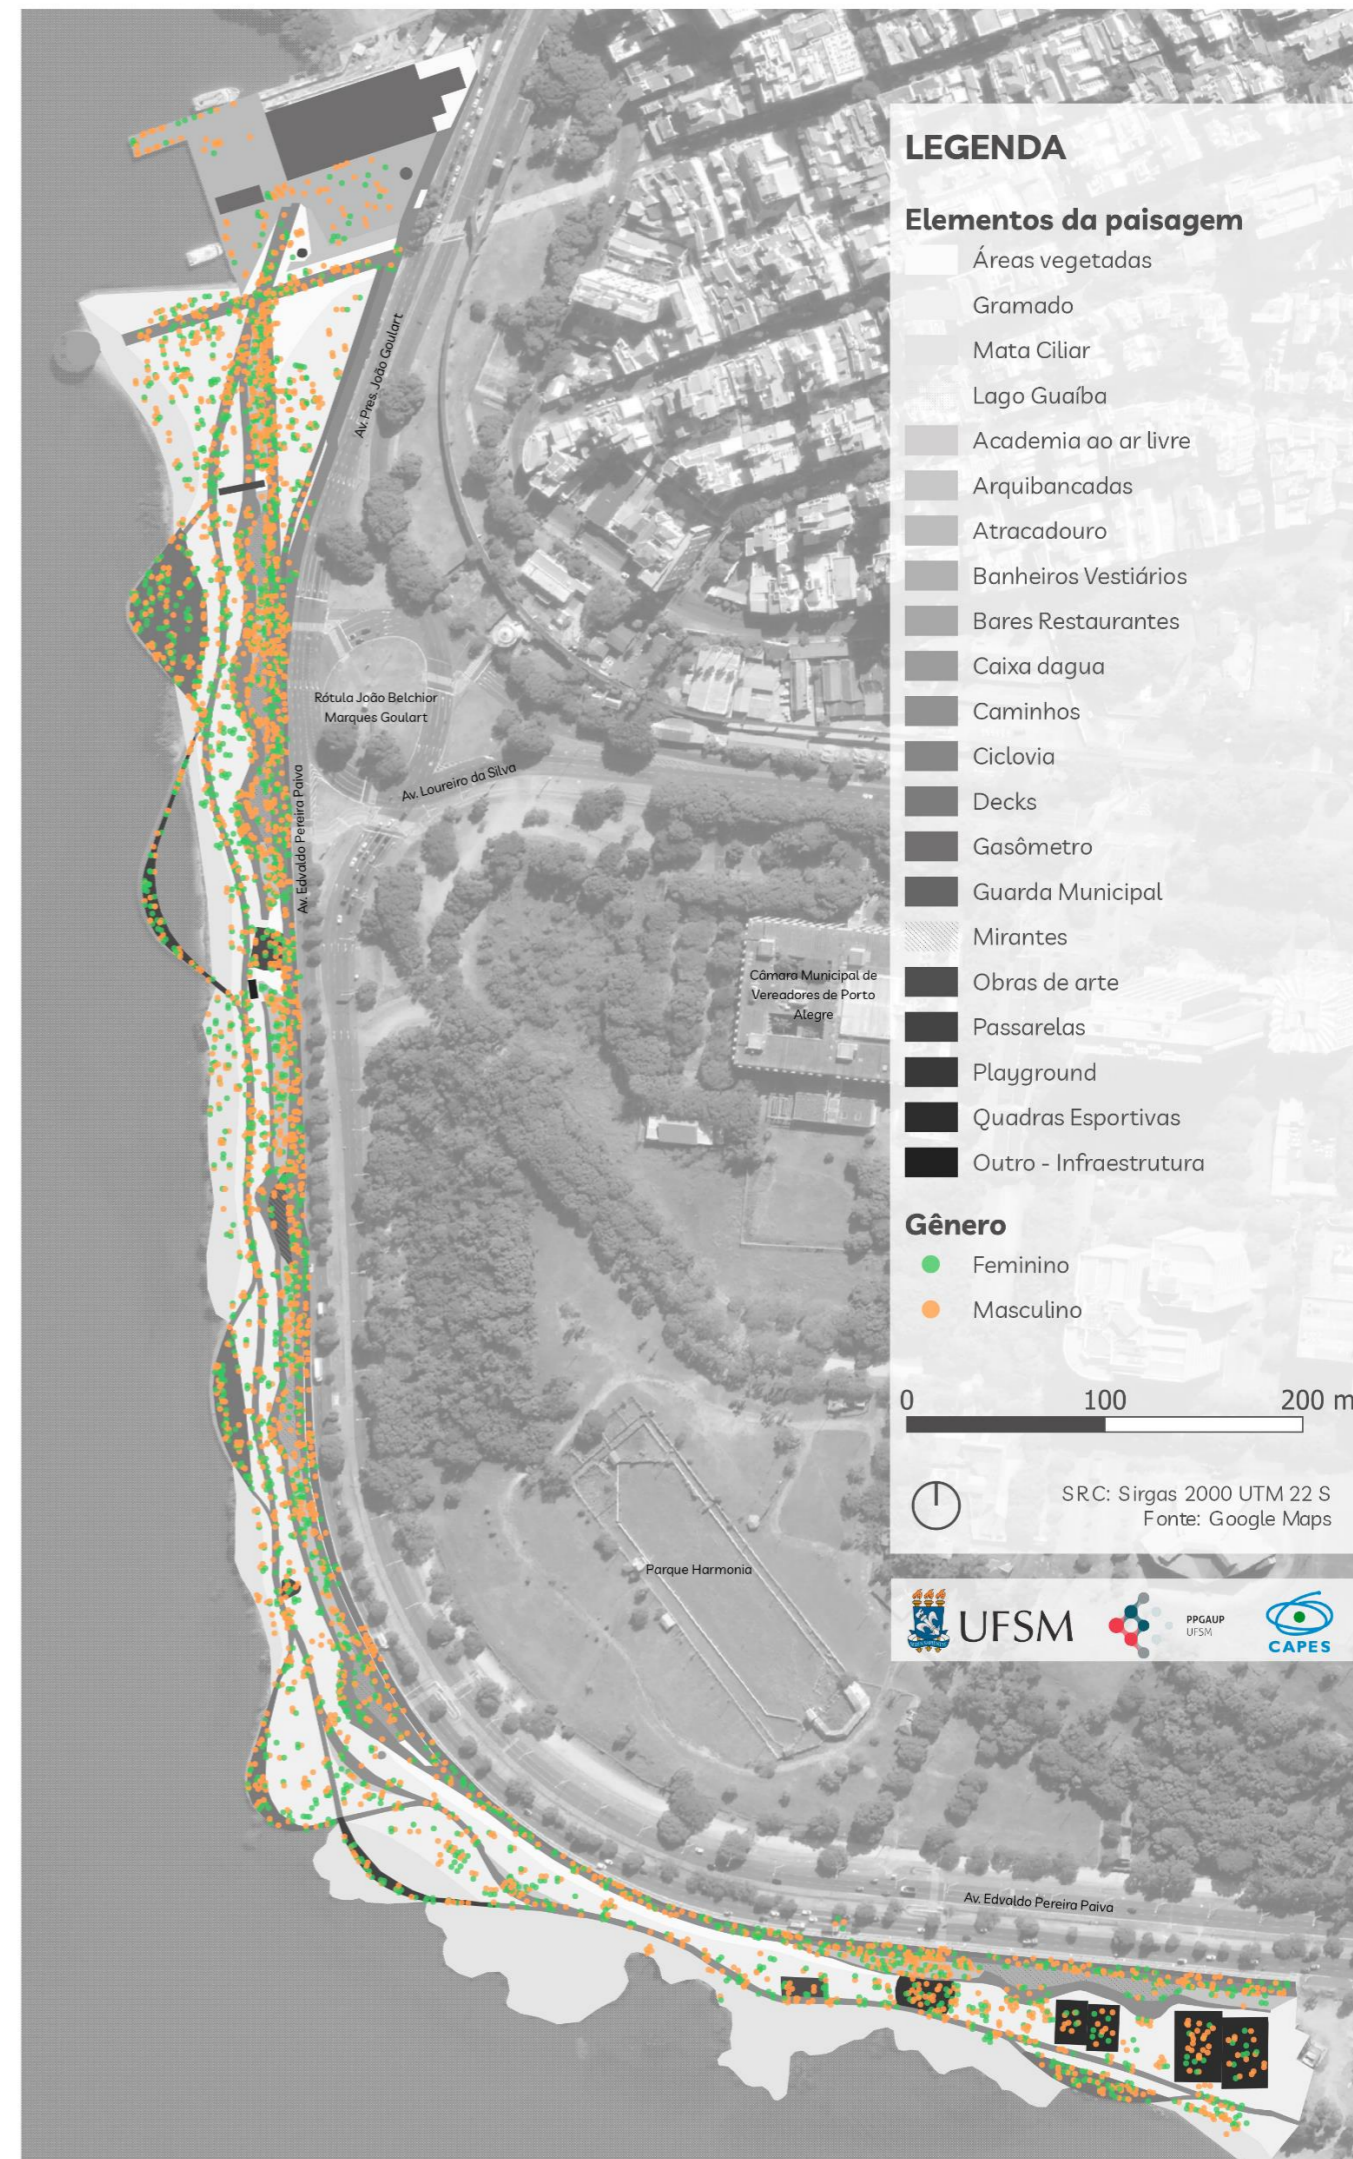 LEGENDA
Elementos da paisagem
Áreas vegetadas
Gramado
Mata Ciliar
Lago Guaíba
Academia ao ar livre
Arquibancadas
Atracadouro
Banheiros Vestiários
Bares Restaurantes
Caixa dagua
Caminhos
Ciclovia
Decks
Gasômetro
Guarda Municipal
Mirantes
Obras de arte
Passarelas
Playground
Quadras Esportivas
Outro - Infraestrutura
Gênero
Feminino
Masculino
0 100 200 m
SRC: Sirgas 2000 UTM 22 S
Fonte: Google Maps
UFSM
PPGAUP
UFSM
CAPES
Av. Pres. João Goulart
Rótula João Belchior
Marques Goulart
Av. Loureiro da Silva
Av. Edvaldo Pereira Paiva
Câmara Municipal de
Vereadores de Porto
Alegre
Parque Harmonia
Av. Edvaldo Pereira Paiva